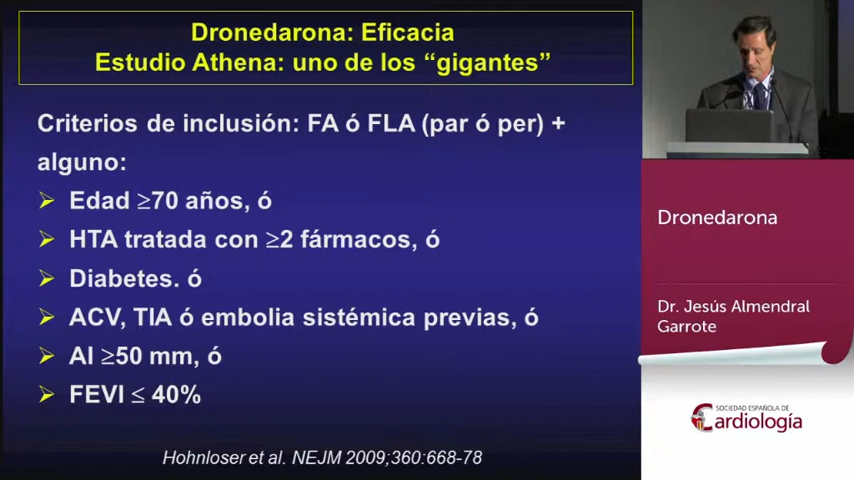 Dronedarona: Eficacia
Estudio Athena: uno de los “gigantes”
Criterios de inclusión: FA ó FLA (par ó per) +
alguno:
Edad ≥70 años, ó
HTA tratada con ≥2 fármacos, ó
Diabetes. ó
ACV, TIA ó embolia sistémica previas, ó
AI ≥50 mm, ó
FEVI ≤ 40%
Hohnloser et al. NEJM 2009;360:668-78
Dronedarona
Dr. Jesús Almendral
Garrote
SOCIEDAD ESPAÑOLA DE
Cardiología